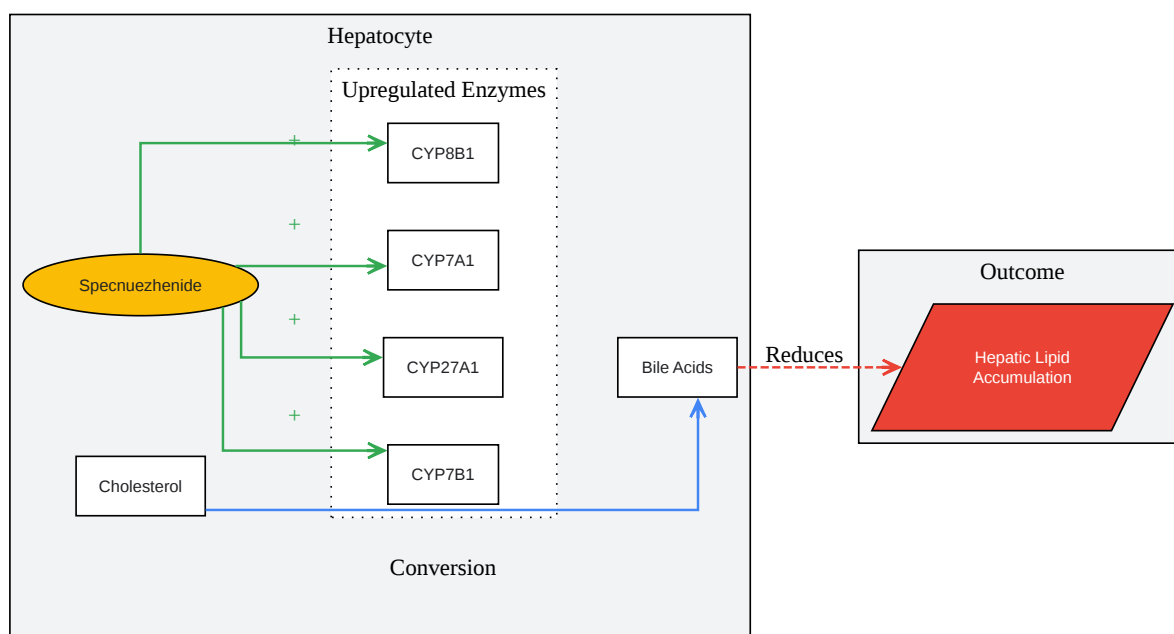 Hepatocyte
Upregulated Enzymes
+
CYP8B1
+
CYP7A1
Specnuezhenide
+
CYP27A1
+
CYP7B1
Cholesterol
Conversion
Bile Acids
Reduces
Outcome
Hepatic Lipid
Accumulation